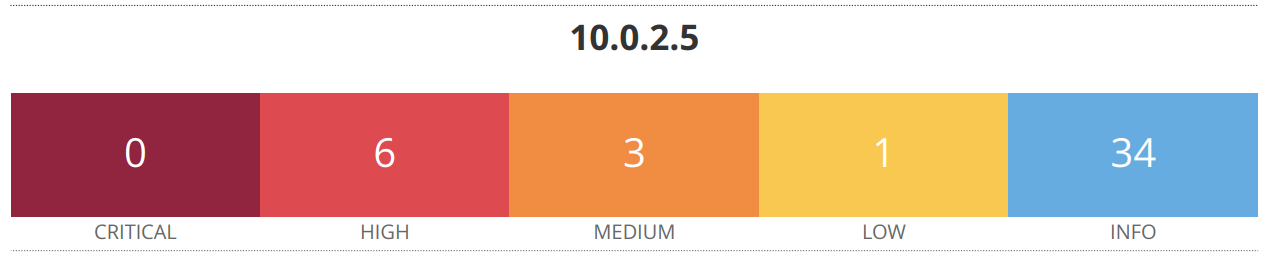 10.0.2.5
0 6 3 1 34
CRITICAL HIGH MEDIUM LOW INFO